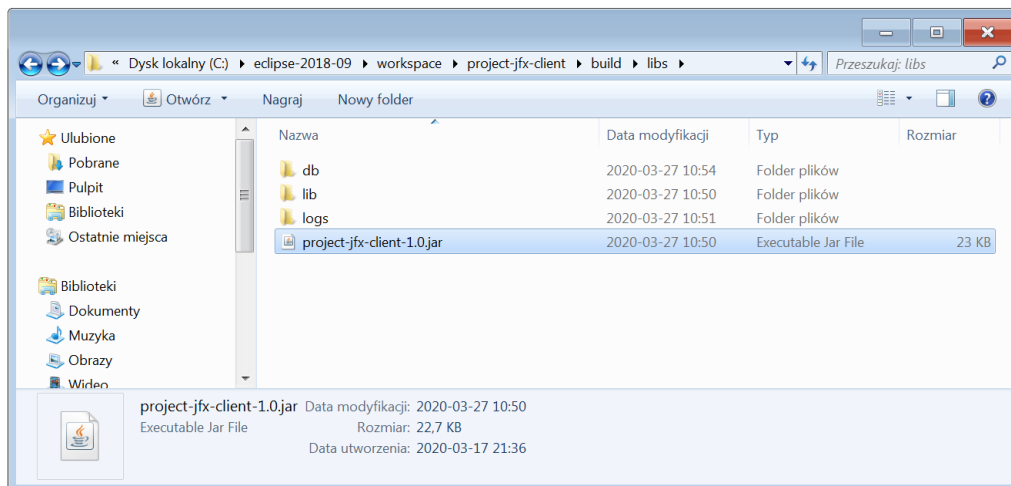 « Dysk lokalny (C:) eclipse-2018-09 workspace project-jfx-client build libs Przeszukaj: libs
Organizuj Otwórz Nagraj New folder
Ulubione
Pobrane
Pulpit
Biblioteki
Ostatnie miejsca
Biblioteki
Dokumenty
Muzyka
Obrazy
Wideo
Nazwa Data modyfikacji Typ Rozmiar
db 2020-03-27 10:54 Folder plików
lib 2020-03-27 10:50 Folder plików
logs 2020-03-27 10:51 Folder plików
project-jfx-client-1.0.jar 2020-03-27 10:50 Executable Jar File 23 KB
project-jfx-client-1.0.jar Data modyfikacji: 2020-03-27 10:50
Executable Jar File Rozmiar: 22,7 KB
Data utworzenia: 2020-03-17 21:36